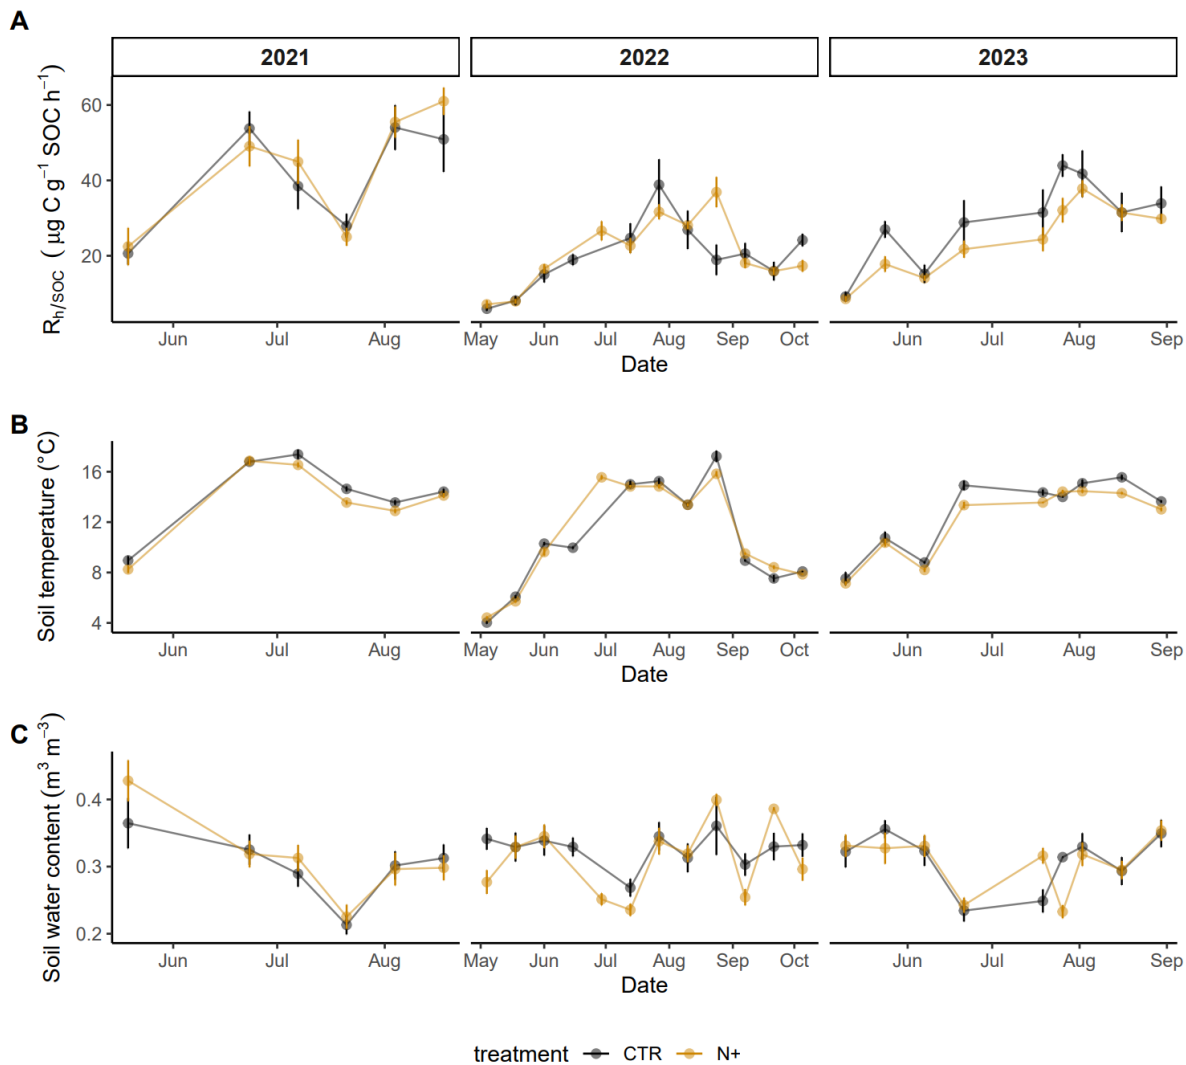 A
2021 2022 2023
R_h/SOC ( μg C g⁻¹ SOC h⁻¹)
60
40
20
Jun Jul Aug May Jun Jul Aug Sep Oct Jun Jul Aug Sep
Date
B
Soil temperature (°C)
16
12
8
4
Jun Jul Aug May Jun Jul Aug Sep Oct Jun Jul Aug Sep
Date
C
Soil water content (m³ m⁻³)
0.4
0.3
0.2
Jun Jul Aug May Jun Jul Aug Sep Oct Jun Jul Aug Sep
Date
treatment CTR N+